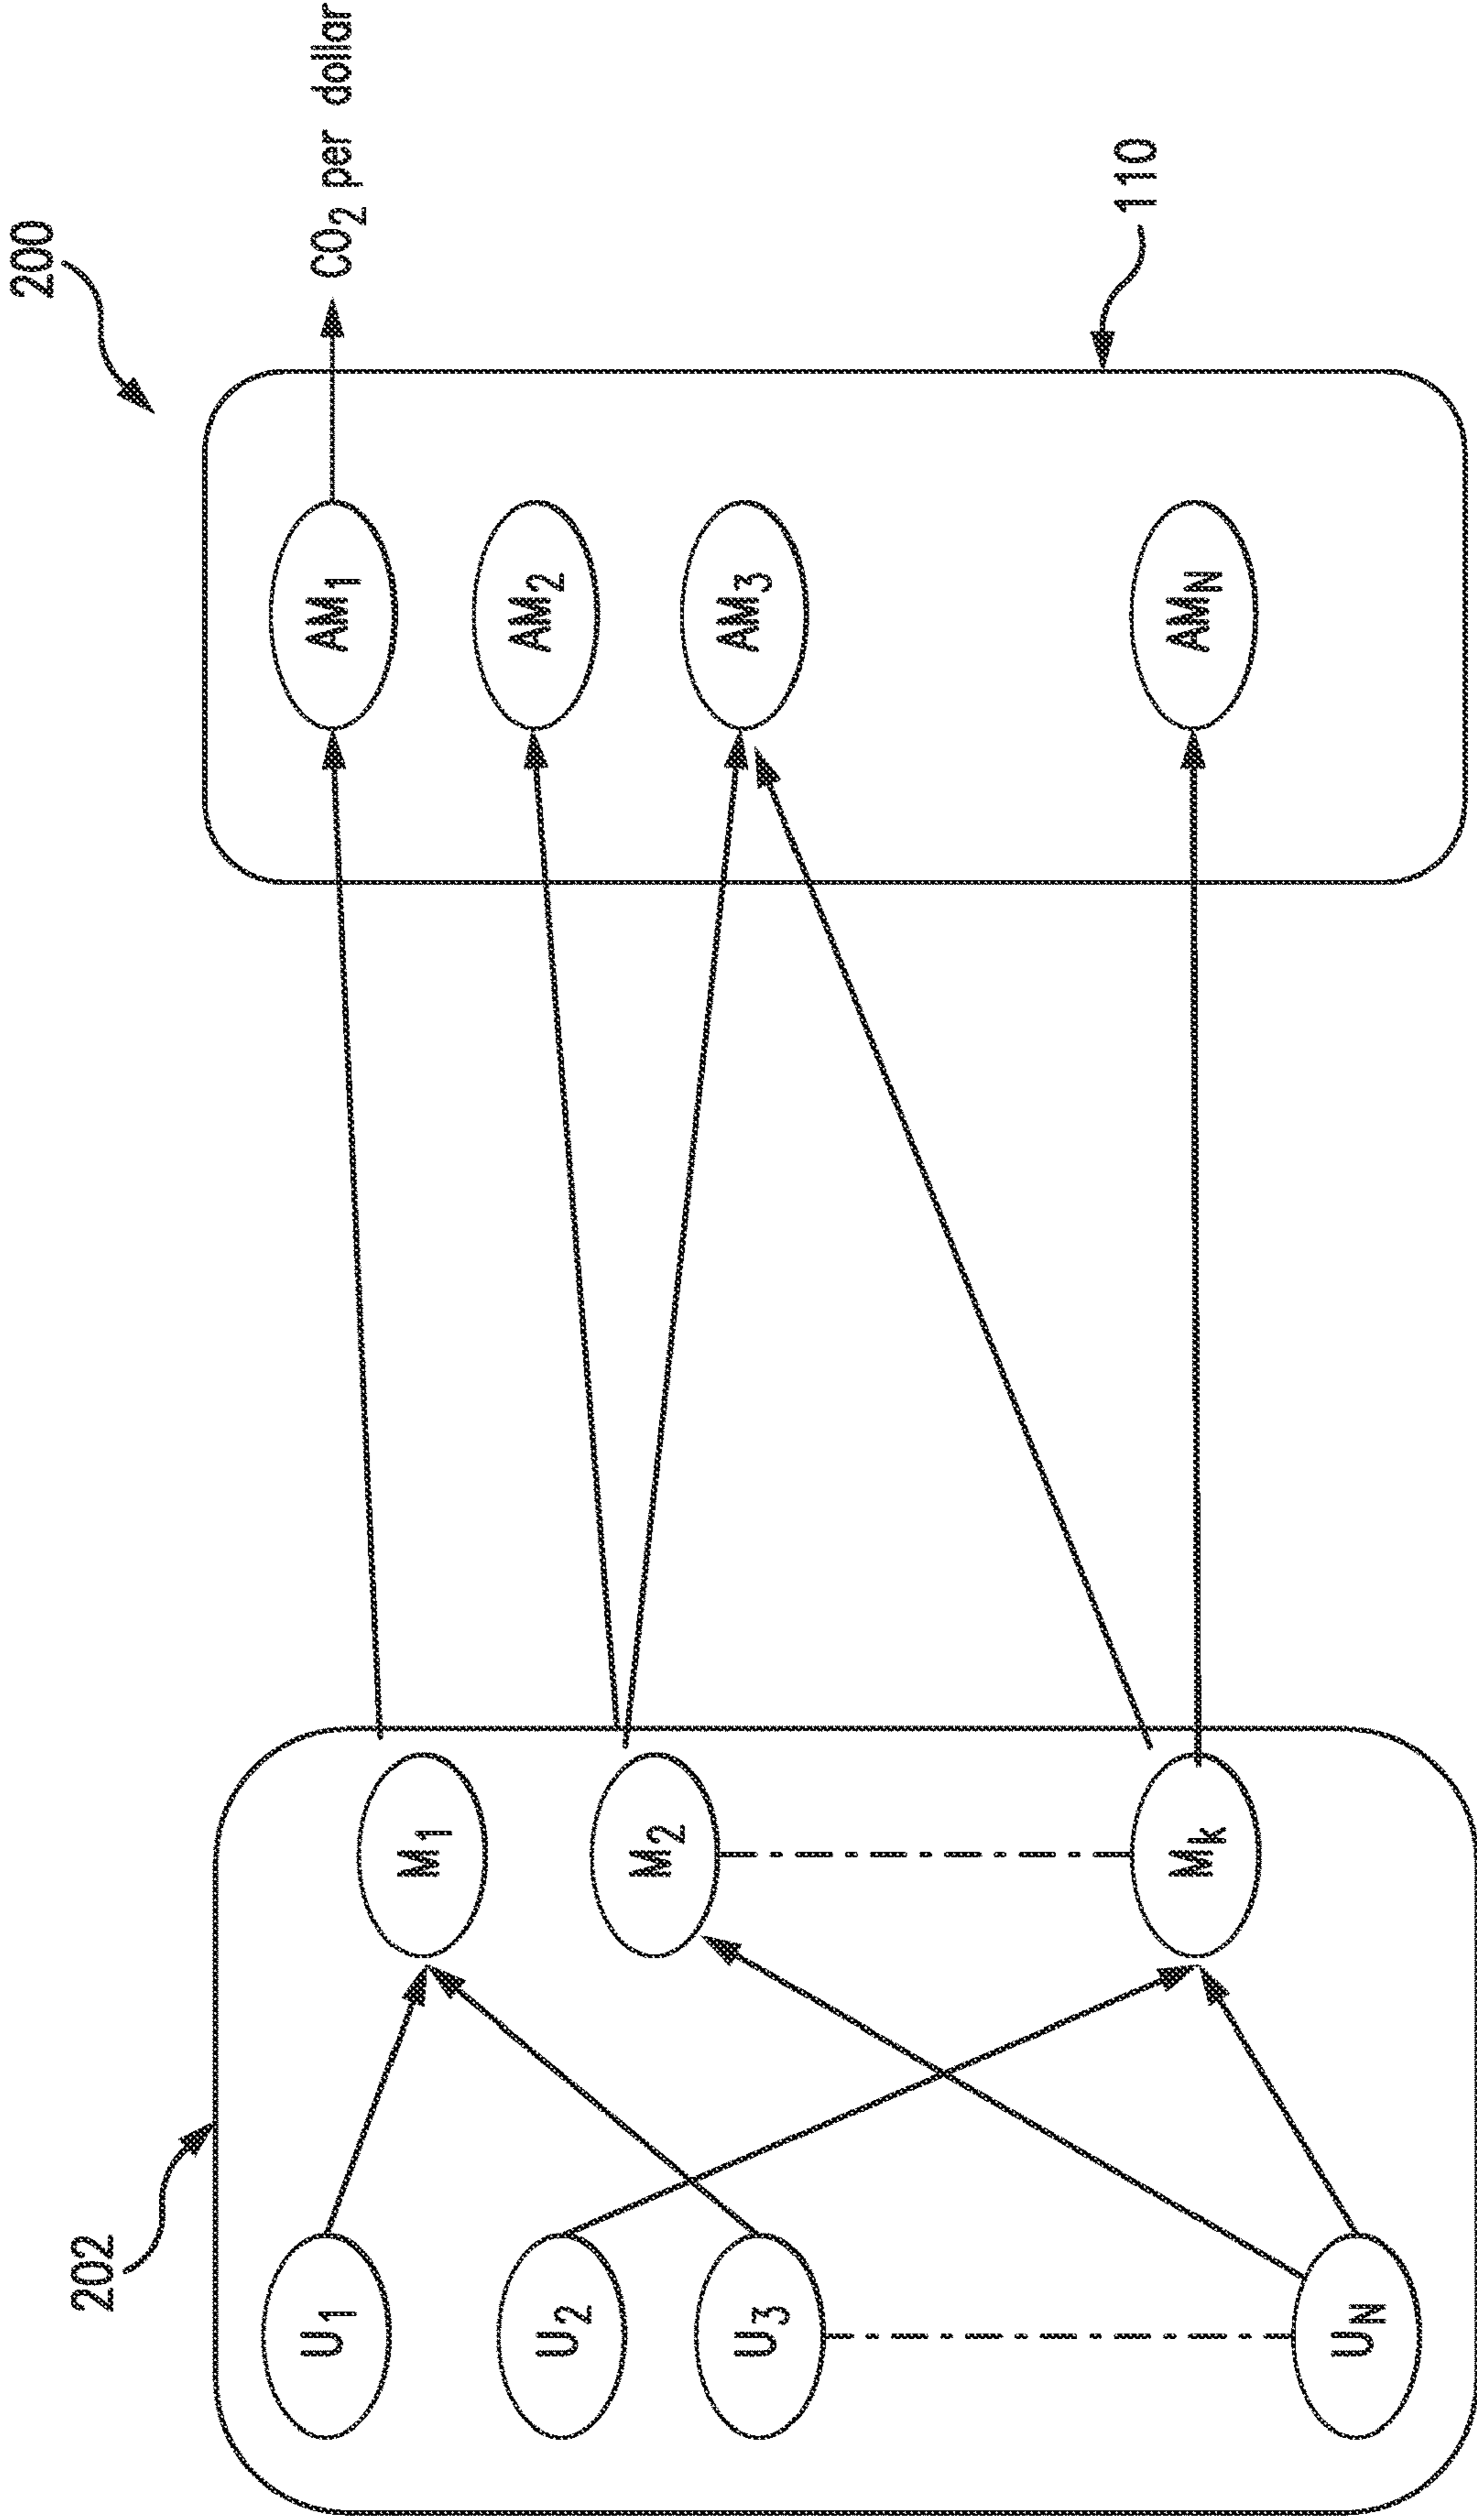 200
CO2 per dollar
202
110
U1
U2
U3
UN
M1
M2
Mk
AM1
AM2
AM3
AMN